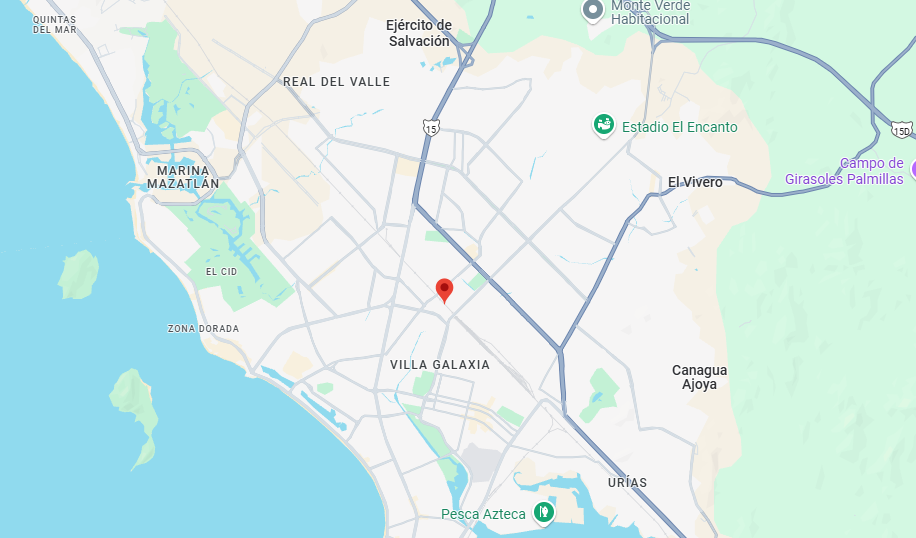 QUINTAS
DEL MAR
Ejército de
Salvación
Monte Verde
Habitacional
REAL DEL VALLE
15
Estadio El Encanto
15D
Campo de
Girasoles Palmillas
MARINA
MAZATLÁN
El Vivero
EL CID
ZONA DORADA
VILLA GALAXIA
Canagua
Ajoya
URÍAS
Pesca Azteca